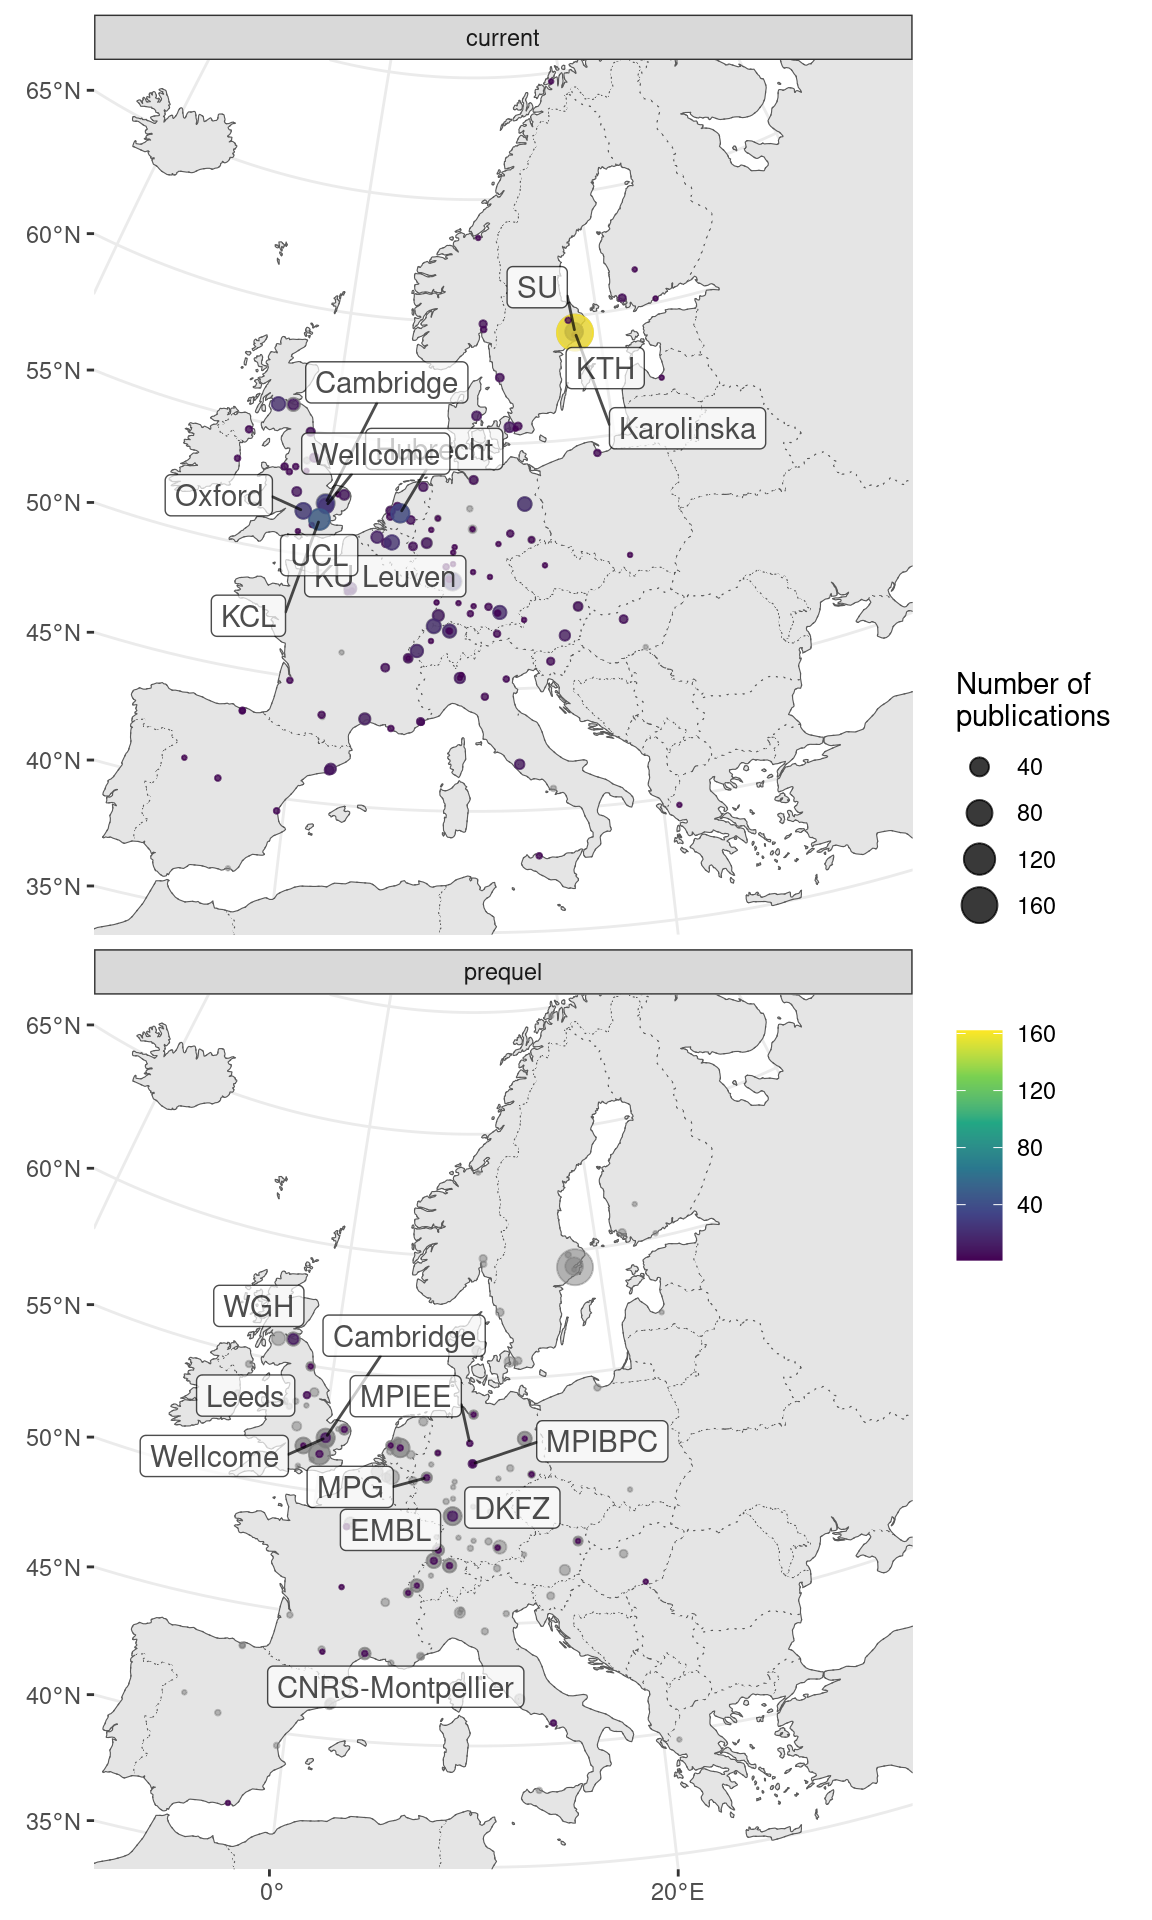 current
65°N
60°N
55°N
50°N
45°N
40°N
35°N
SU
KTH
Karolinska
Cambridge
Hubrecht
Wellcome
Oxford
UCL
KU Leuven
KCL
Number of
publications
40
80
120
160
160
120
80
40
prequel
65°N
60°N
55°N
50°N
45°N
40°N
35°N
WGH
Cambridge
Leeds
MPIEE
MPIBPC
Wellcome
MPG
DKFZ
EMBL
CNRS-Montpellier
0°
20°E